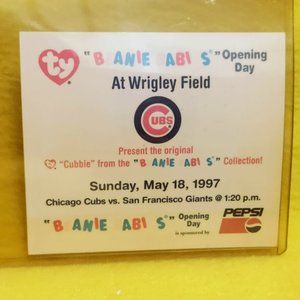 ty "B ANIE ABI S" Opening Day
At Wrigley Field
CUBS
Present the original
"Cubbie" from the "B ANIE ABI S" Collection!
Sunday, May 18, 1997
Chicago Cubs vs. San Francisco Giants @ 1:20 p.m.
"B ANIE ABI S" Opening Day
is sponsored by
PEPSI